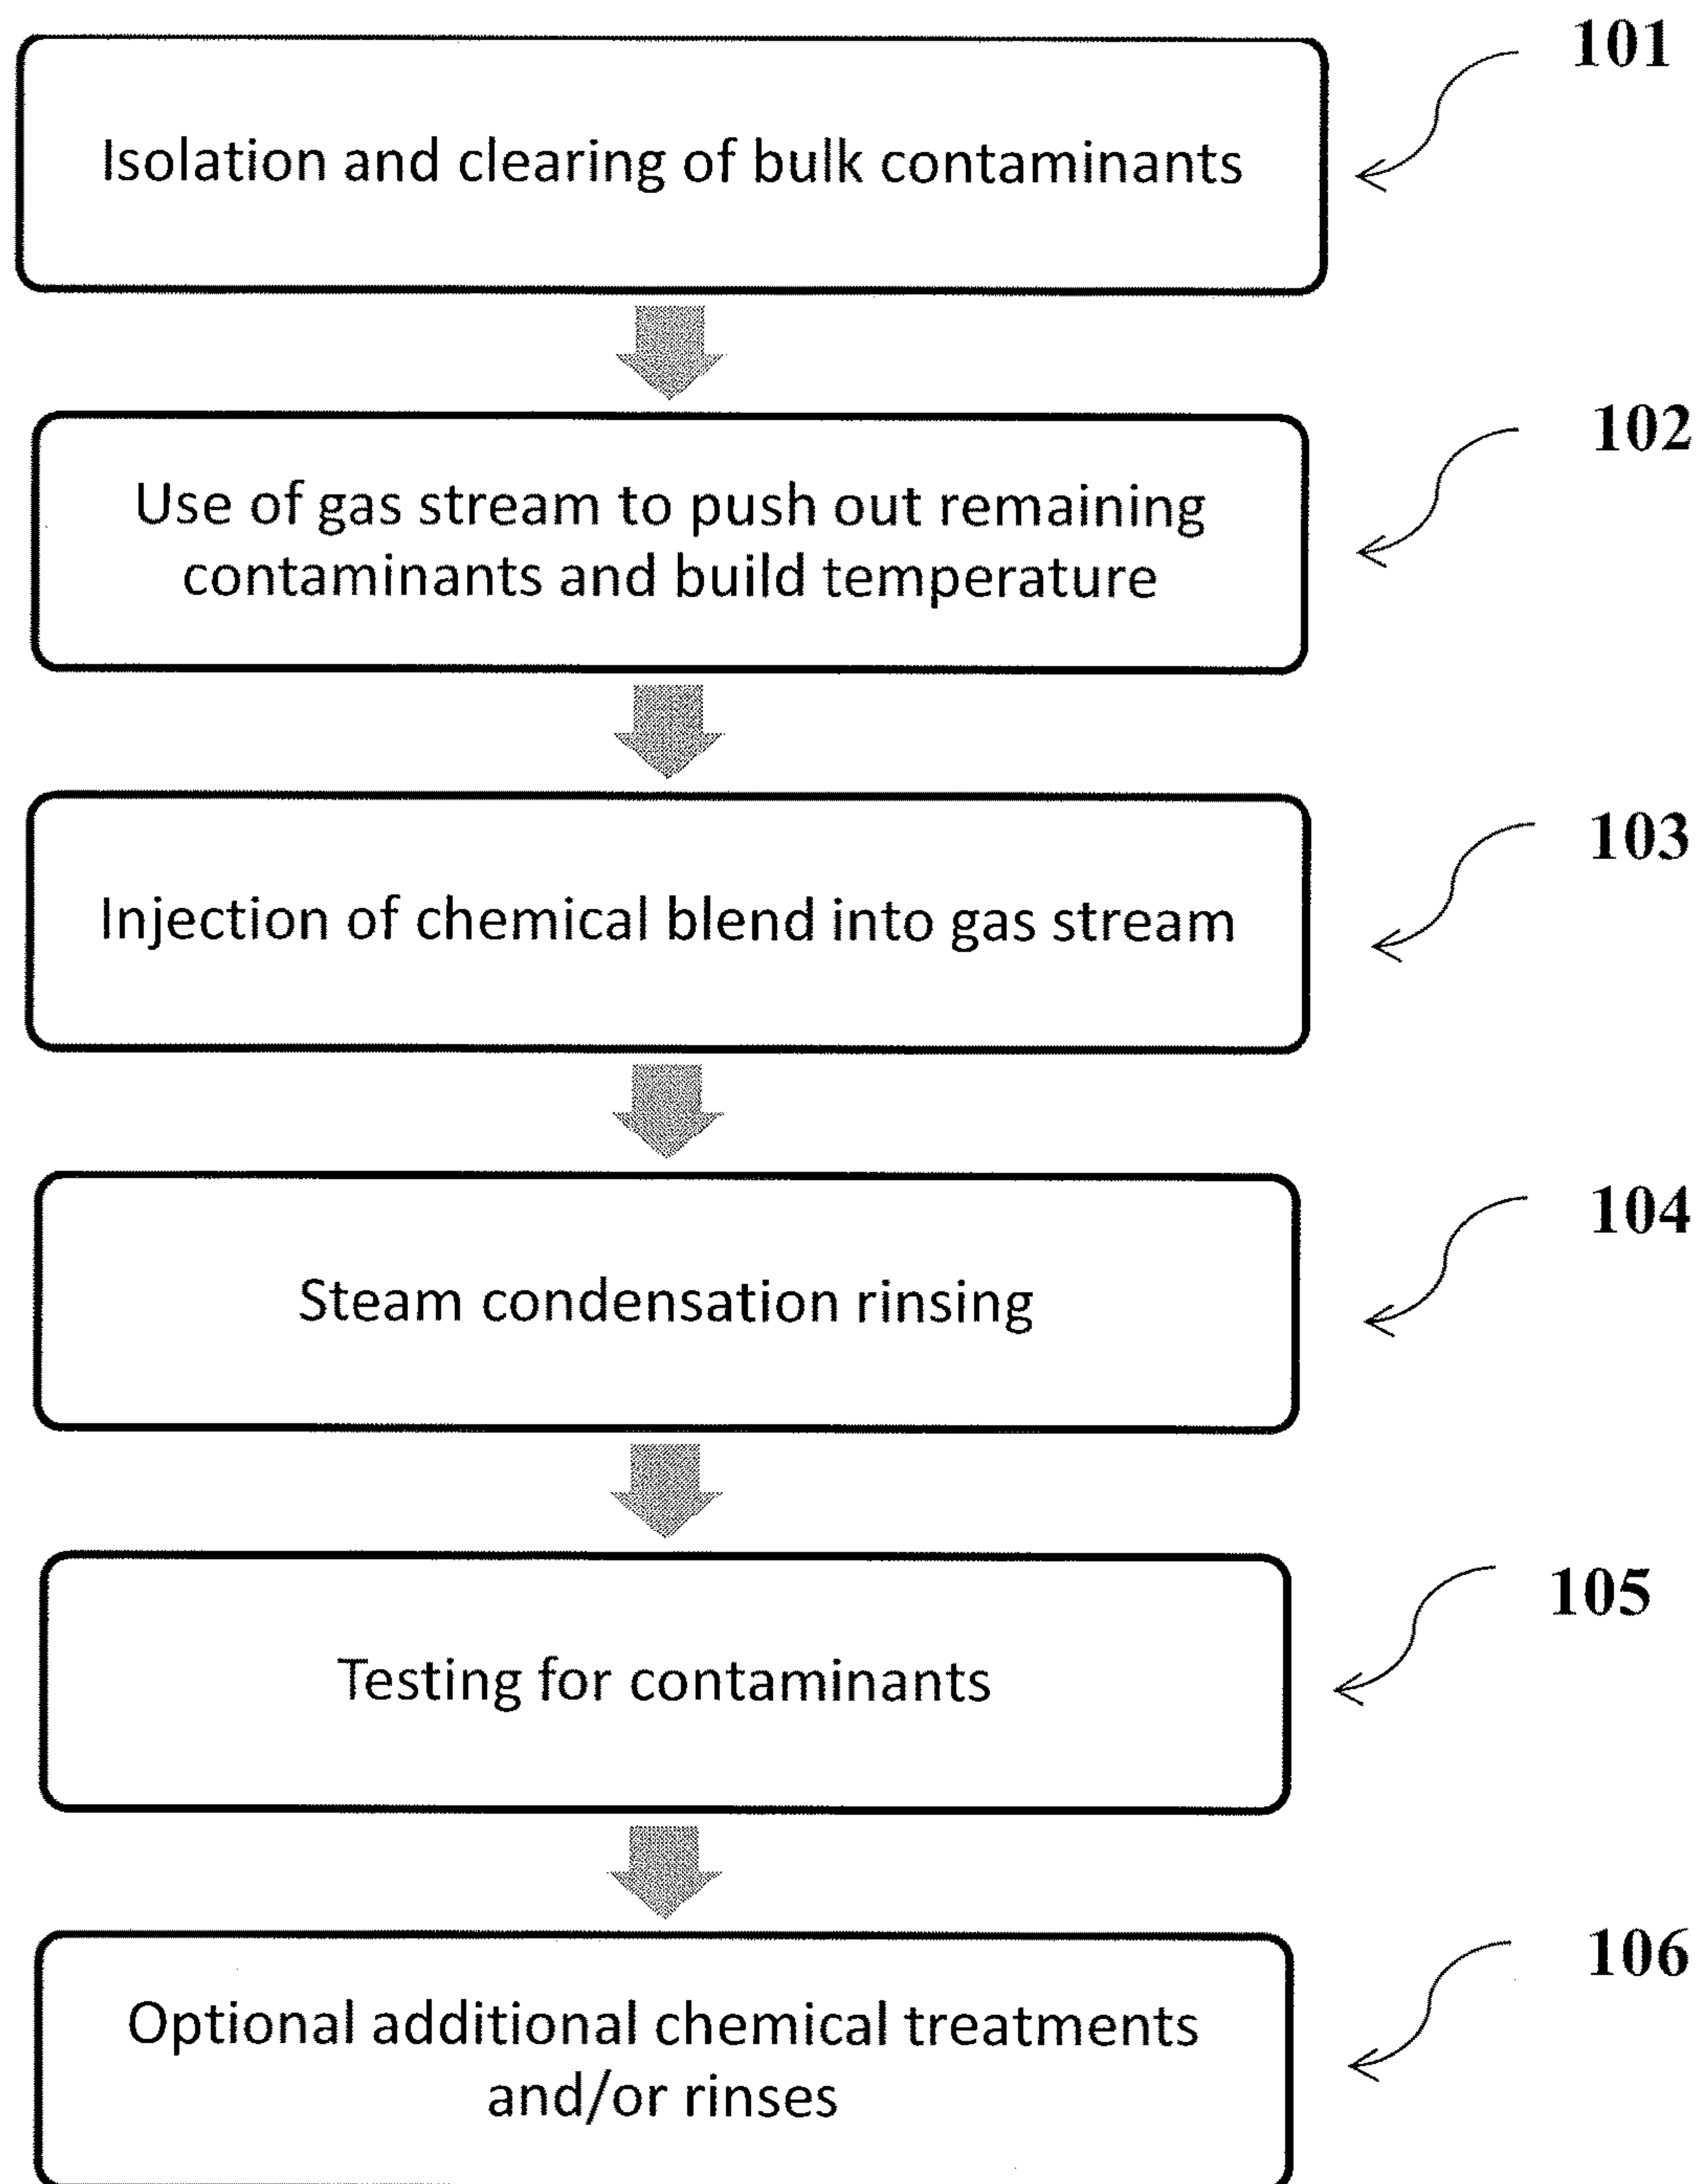 101
Isolation and clearing of bulk contaminants
102
Use of gas stream to push out remaining
contaminants and build temperature
103
Injection of chemical blend into gas stream
104
Steam condensation rinsing
105
Testing for contaminants
106
Optional additional chemical treatments
and/or rinses